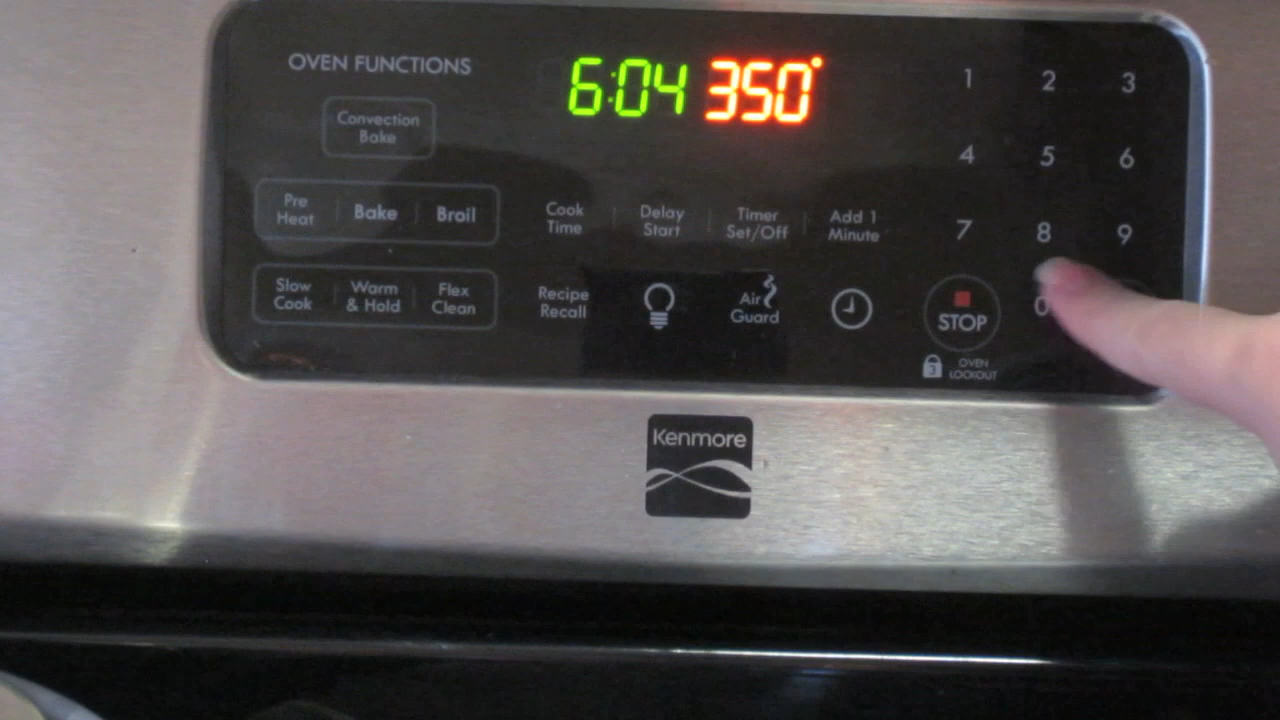 OVEN FUNCTIONS
6:04 350°
1 2 3
Convection
Bake
4 5 6
Pre
Heat
Bake
Broil
Cook
Time
Delay
Start
Timer
Set/Off
Add 1
Minute
7 8 9
Slow
Cook
Warm
& Hold
Flex
Clean
Recipe
Recall
Air
Guard
STOP
0
3
OVEN
LOCKOUT
Kenmore